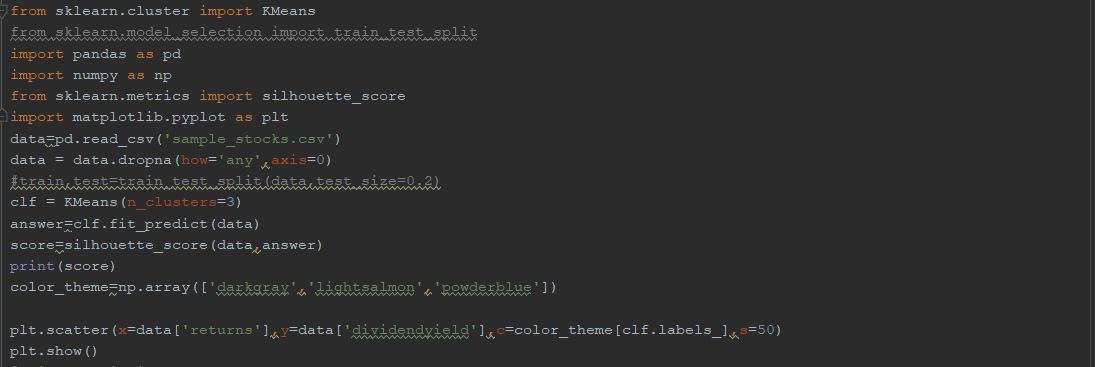 from sklearn.cluster import KMeans
from sklearn.model_selection import train_test_split
import pandas as pd
import numpy as np
from sklearn.metrics import silhouette_score
import matplotlib.pyplot as plt
data=pd.read_csv('sample_stocks.csv')
data = data.dropna(how='any',axis=0)
#train,test=train_test_split(data,test_size=0.2)
clf = KMeans(n_clusters=3)
answer=clf.fit_predict(data)
score=silhouette_score(data,answer)
print(score)
color_theme=np.array(['darkgray','lightsalmon','powderblue'])
plt.scatter(x=data['returns'],y=data['dividendyield'],c=color_theme[clf.labels_],s=50)
plt.show()